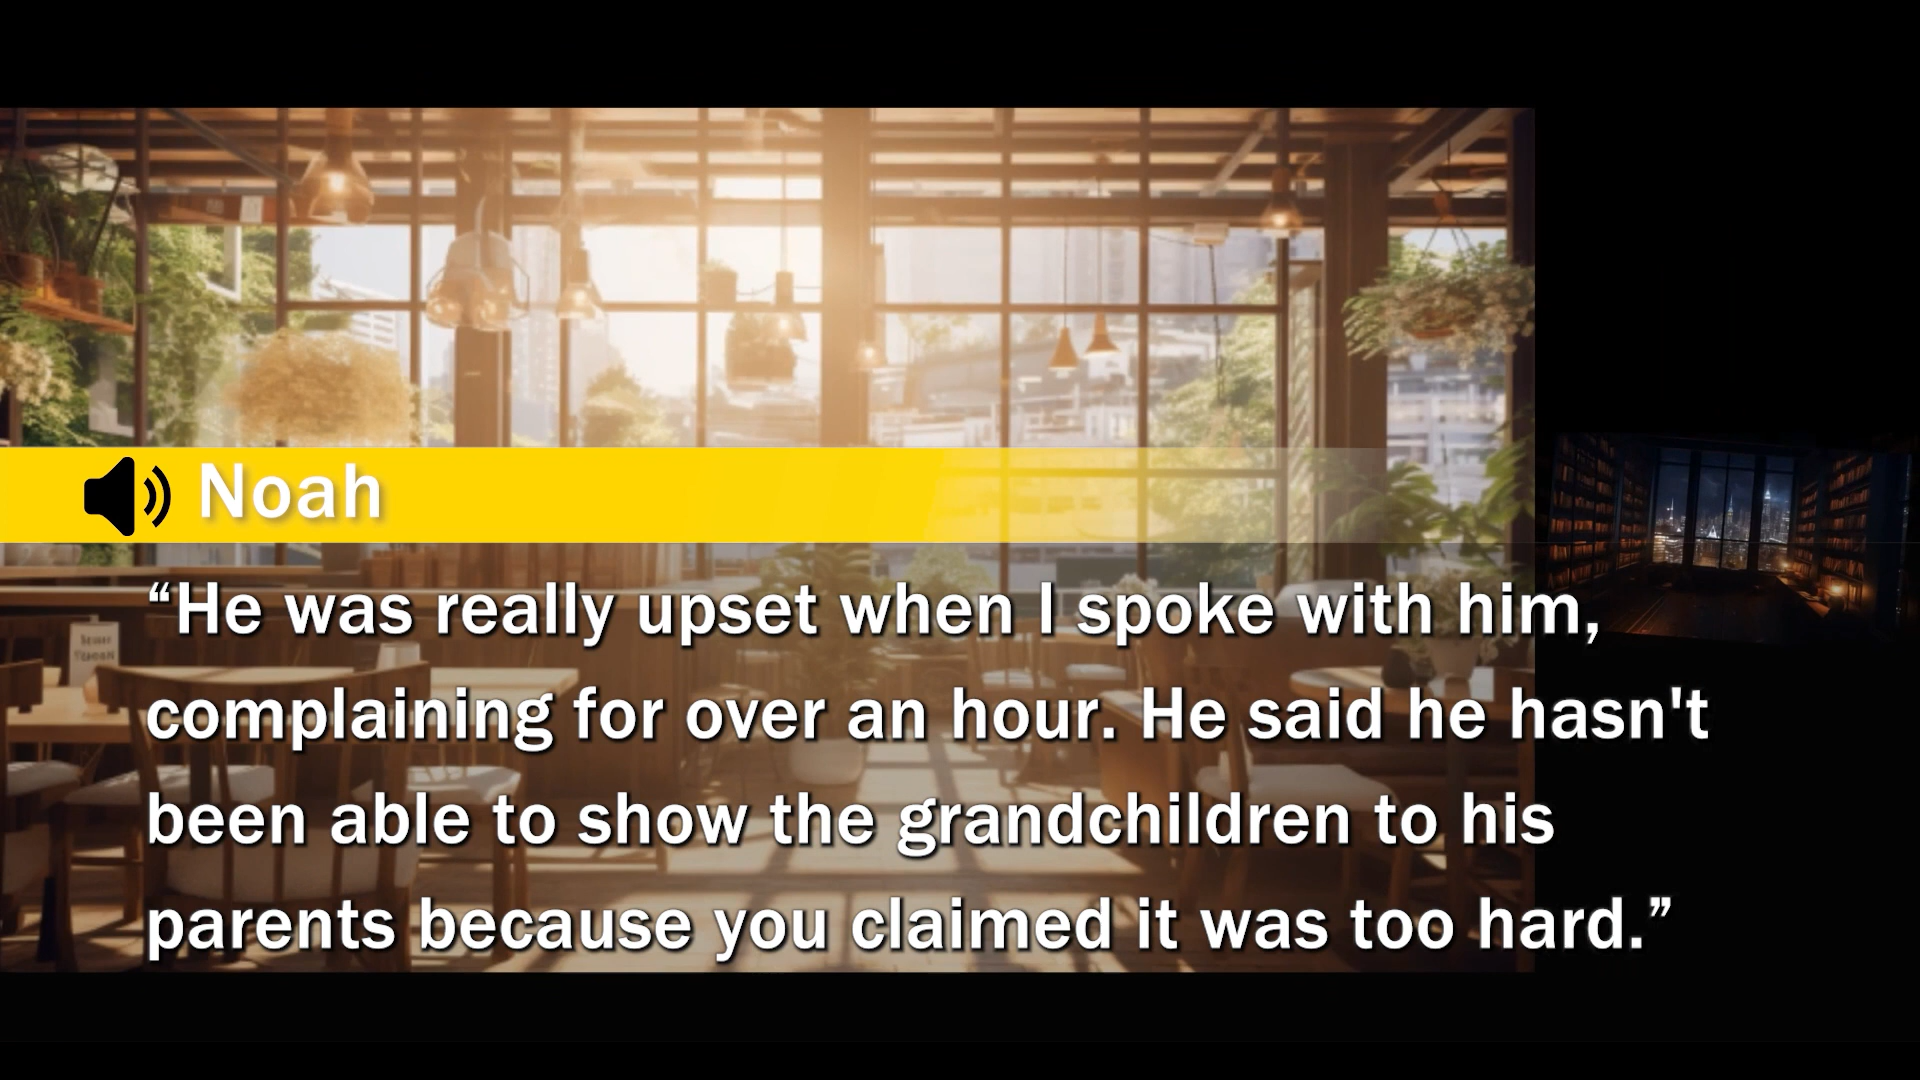 Noah
“He was really upset when I spoke with him,
complaining for over an hour. He said he hasn't
been able to show the grandchildren to his
parents because you claimed it was too hard.”